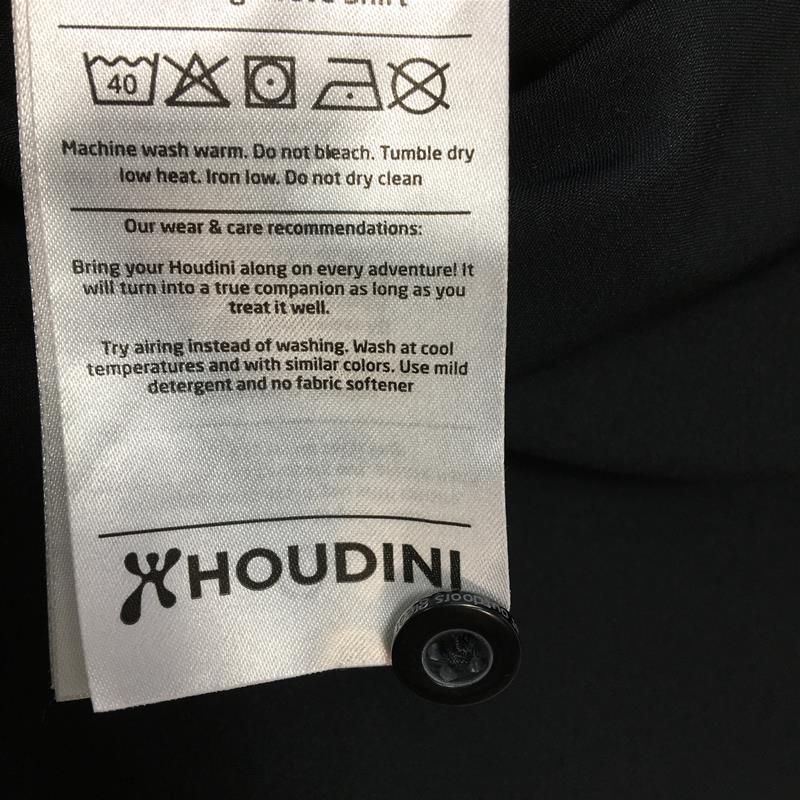 Shirt
40
Machine wash warm. Do not bleach. Tumble dry
low heat. Iron low. Do not dry clean
Our wear & care recommendations:
Bring your Houdini along on every adventure! It
will turn into a true companion as long as you
treat it well.
Try airing instead of washing. Wash at cool
temperatures and with similar colors. Use mild
detergent and no fabric softener
HOUDINI